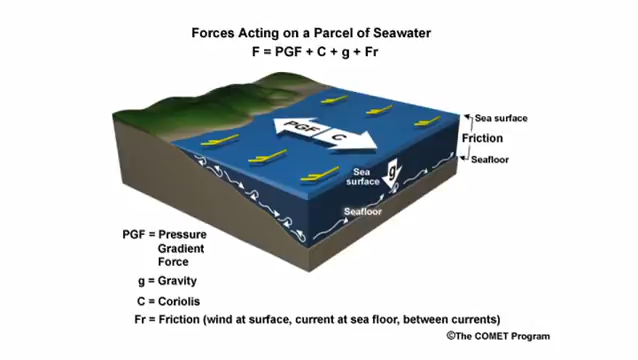 Forces Acting on a Parcel of Seawater
F = PGF + C + g + Fr
PGF C
Sea surface
Friction
Seafloor
Sea
surface
g
Seafloor
PGF = Pressure
Gradient
Force
g = Gravity
C = Coriolis
Fr = Friction (wind at surface, current at sea floor, between currents)
©The COMET Program